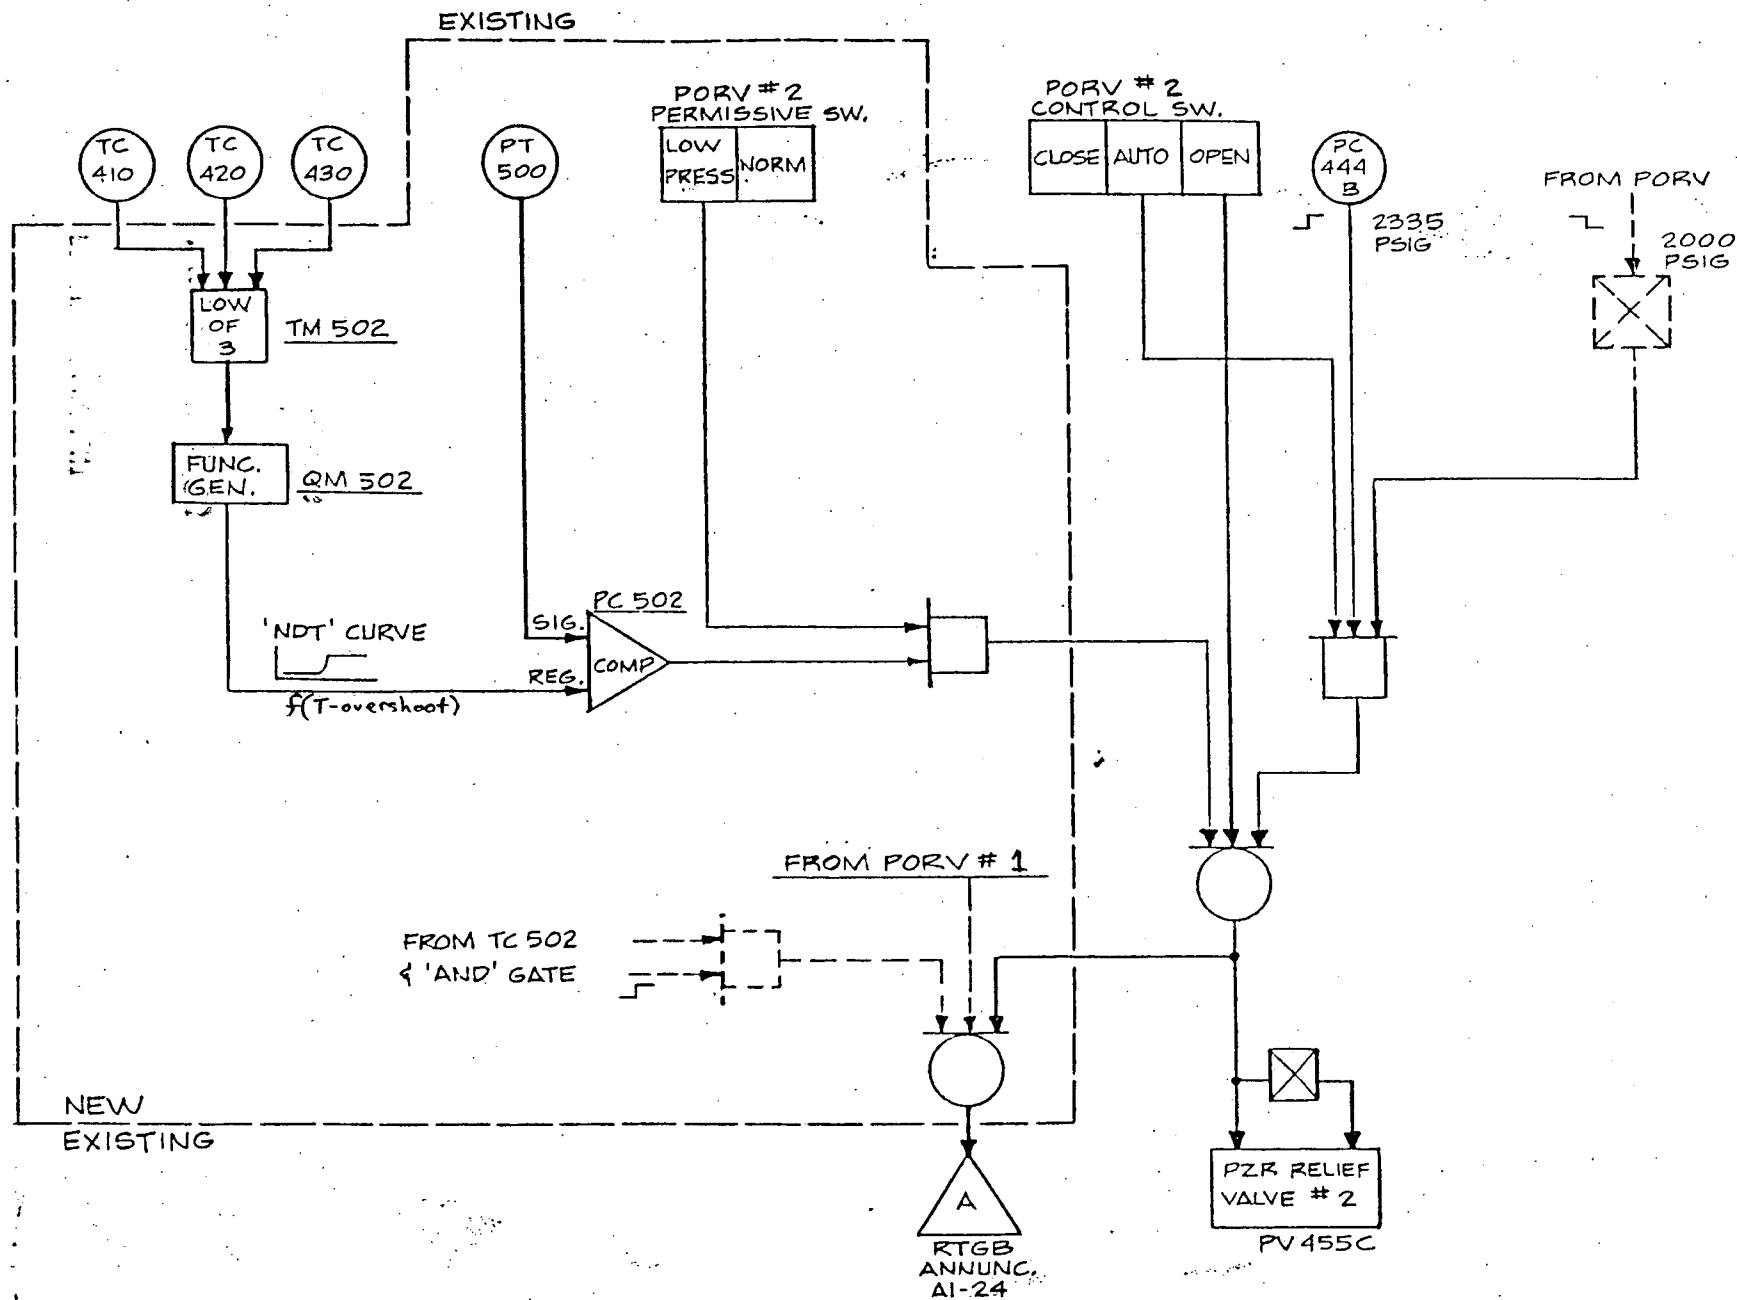 EXISTING
PORV #2
PERMISSIVE SW.
PORV #2
CONTROL SW.
TC
410
TC
420
TC
430
PT
500
LOW
PRESS
NORM
CLOSE
AUTO
OPEN
PC
444
B
2335
PSIG
FROM PORV
2000
PSIG
LOW
OF
3
TM 502
FUNC.
GEN.
QM 502
'NDT' CURVE
f(T-overshoot)
SIG.
REG.
PC 502
COMP
FROM PORV # 1
FROM TC 502
& 'AND' GATE
NEW
EXISTING
A
RTGB
ANNUNC.
AI-24
PZR RELIEF
VALVE # 2
PV 455C